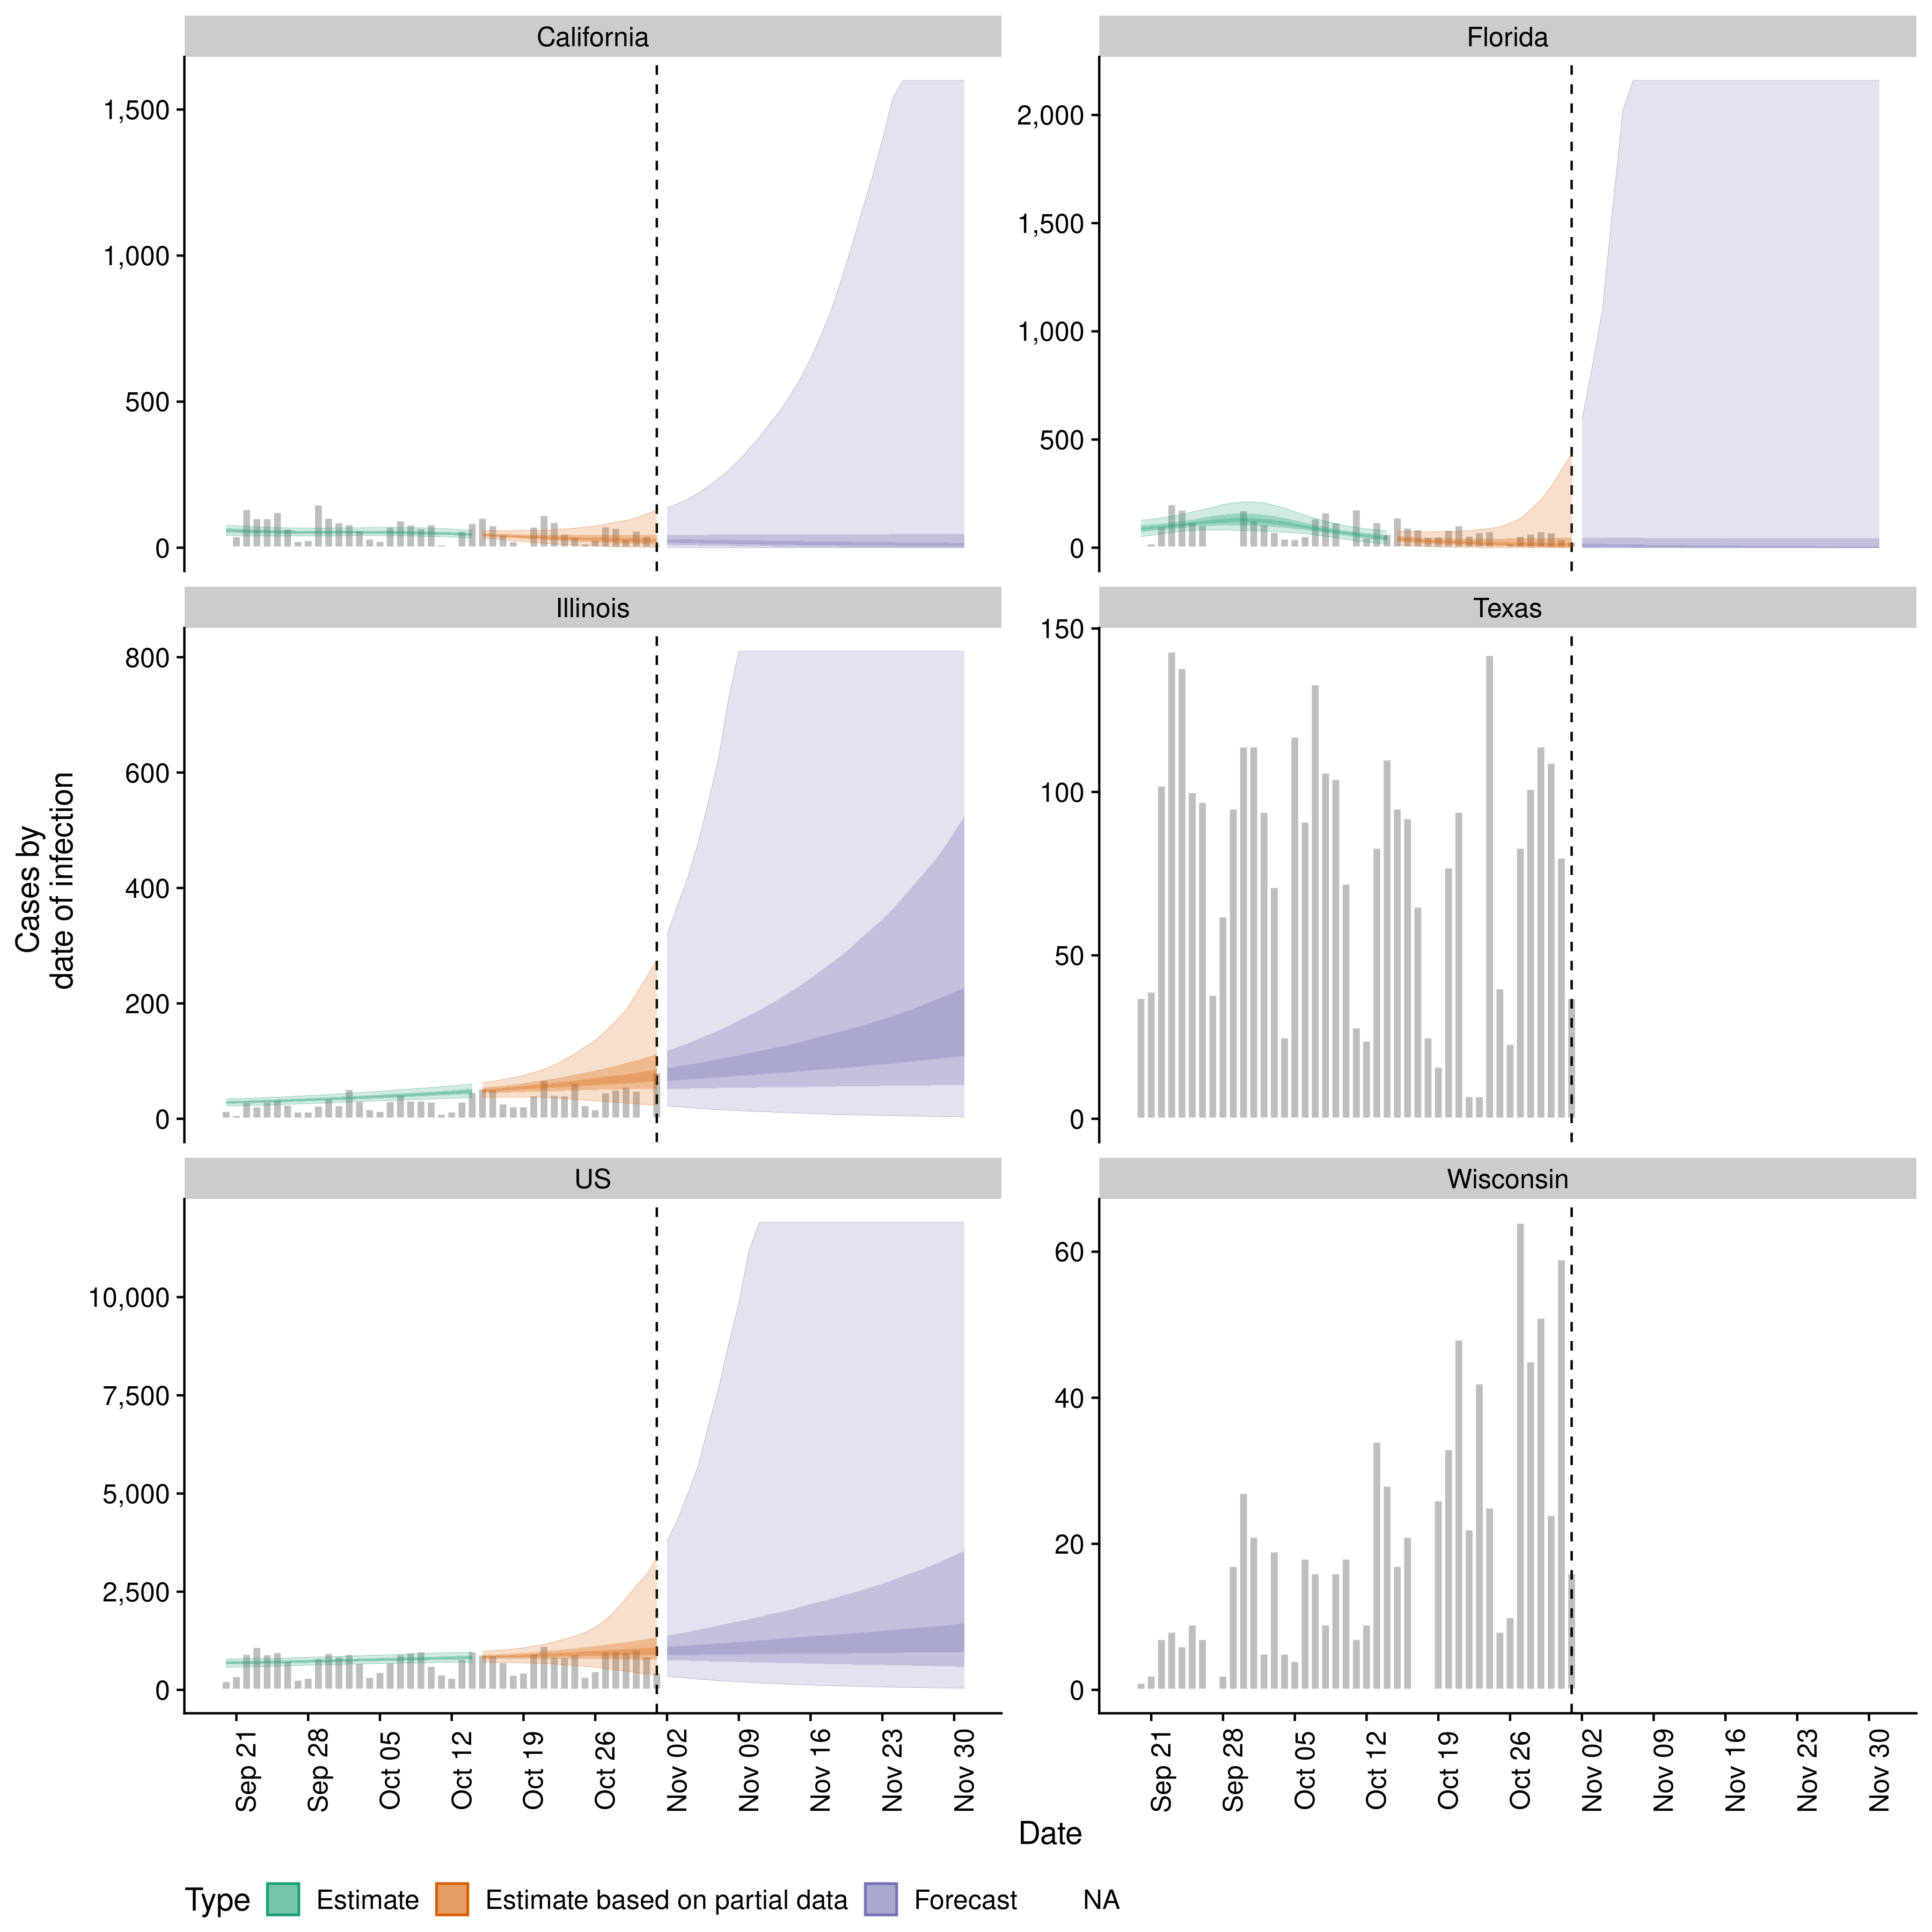 California
Florida
1,500
1,000
500
0
2,000
1,500
1,000
500
0
Illinois
Texas
800
600
400
200
0
150
100
50
0
Cases by
date of infection
US
Wisconsin
10,000
7,500
5,000
2,500
0
60
40
20
0
Sep 21
Sep 28
Oct 05
Oct 12
Oct 19
Oct 26
Nov 02
Nov 09
Nov 16
Nov 23
Nov 30
Sep 21
Sep 28
Oct 05
Oct 12
Oct 19
Oct 26
Nov 02
Nov 09
Nov 16
Nov 23
Nov 30
Date
Type Estimate Estimate based on partial data Forecast NA